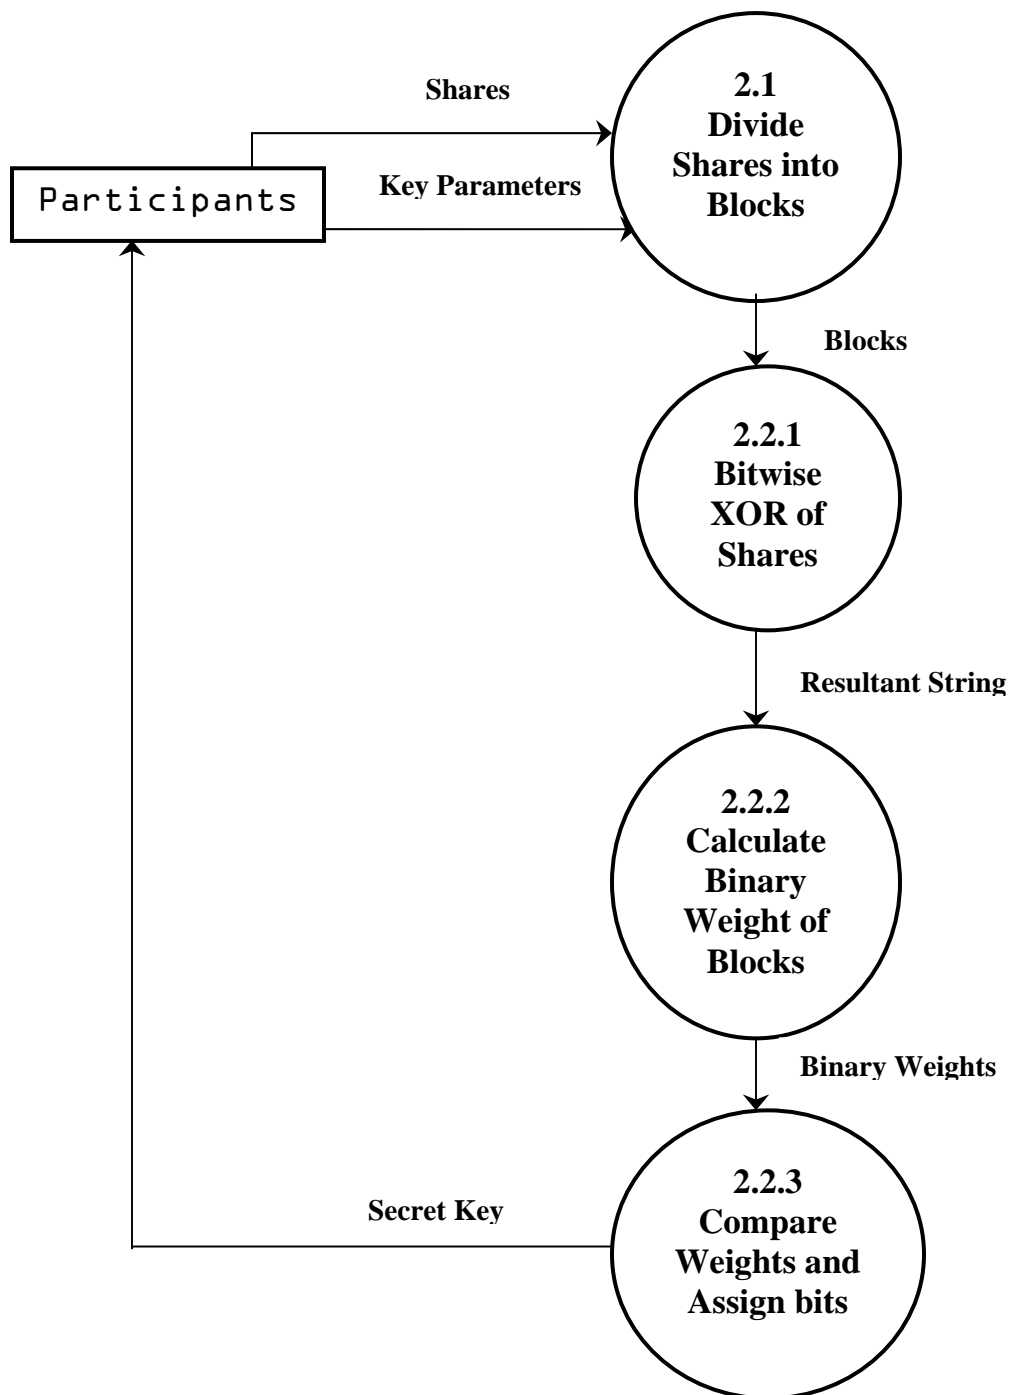 Shares
2.1
Divide
Shares into
Blocks
Key Parameters
Participants
Blocks
2.2.1
Bitwise
XOR of
Shares
Resultant String
2.2.2
Calculate
Binary
Weight of
Blocks
Binary Weights
2.2.3
Compare
Weights and
Assign bits
Secret Key